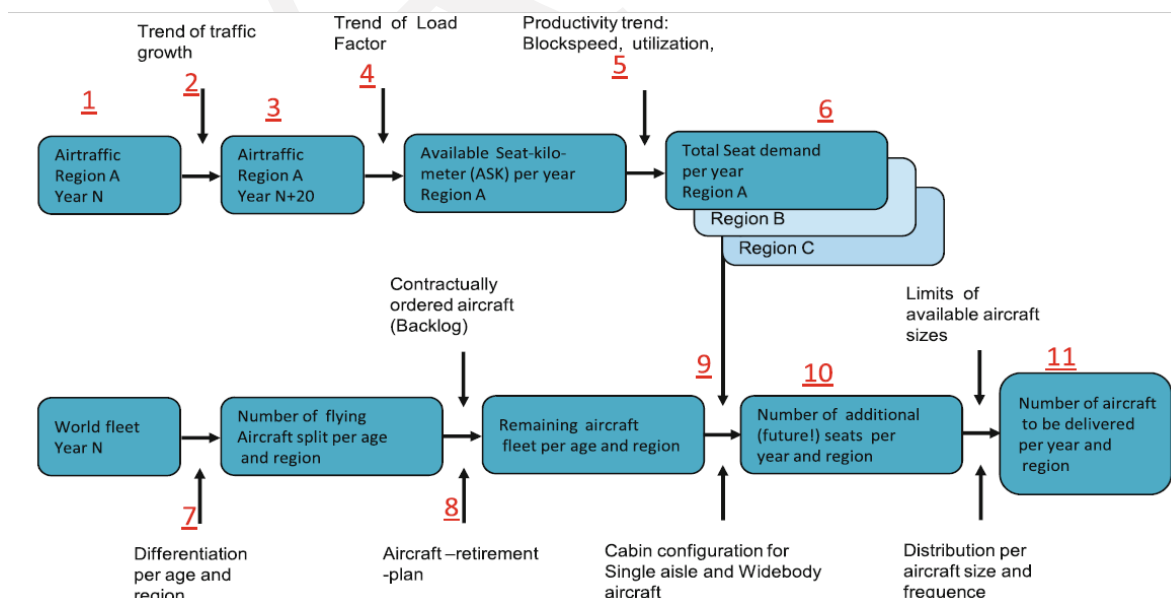 Trend of traffic
growth
2
Trend of Load
Factor
4
Productivity trend:
Blockspeed, utilization,
5
1
3
6
Airtraffic
Region A
Year N
Airtraffic
Region A
Year N+20
Available Seat-kilo-
meter (ASK) per year
Region A
Total Seat demand
per year
Region A
Region B
Region C
Contractually
ordered aircraft
(Backlog)
Limits of
available aircraft
sizes
9
10
11
World fleet
Year N
Number of flying
Aircraft split per age
and region
Remaining aircraft
fleet per age and region
Number of additional
(future!) seats per
year and region
Number of aircraft
to be delivered
per year and
region
7
8
Differentiation
per age and
region
Aircraft –retirement-
-plan
Cabin configuration for
Single aisle and Widebody
aircraft
Distribution per
aircraft size and
frequence